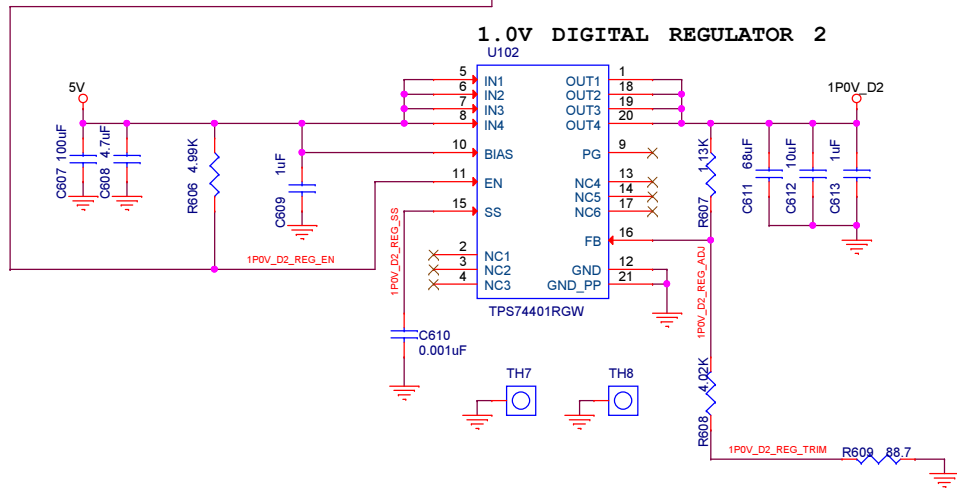 1.0V DIGITAL REGULATOR 2
U102
5V
1P0V_D2
C607 100uF
C608 4.7uF
R606 4.99K
C609 1uF
5 IN1
6 IN2
7 IN3
8 IN4
10 BIAS
11 EN
15 SS
2 NC1
3 NC2
4 NC3
OUT1 1
OUT2 18
OUT3 19
OUT4 20
PG 9
NC4 13
NC5 14
NC6 17
FB 16
GND 12
GND_PP 21
TPS74401RGW
R607 1.13K
C611 68uF
C612 10uF
C613 1uF
1P0V_D2_REG_EN
1P0V_D2_REG_SS
1P0V_D2_REG_ADJ
C610
0.001uF
TH7
TH8
R608 4.02K
1P0V_D2_REG_TRIM
R609 88.7